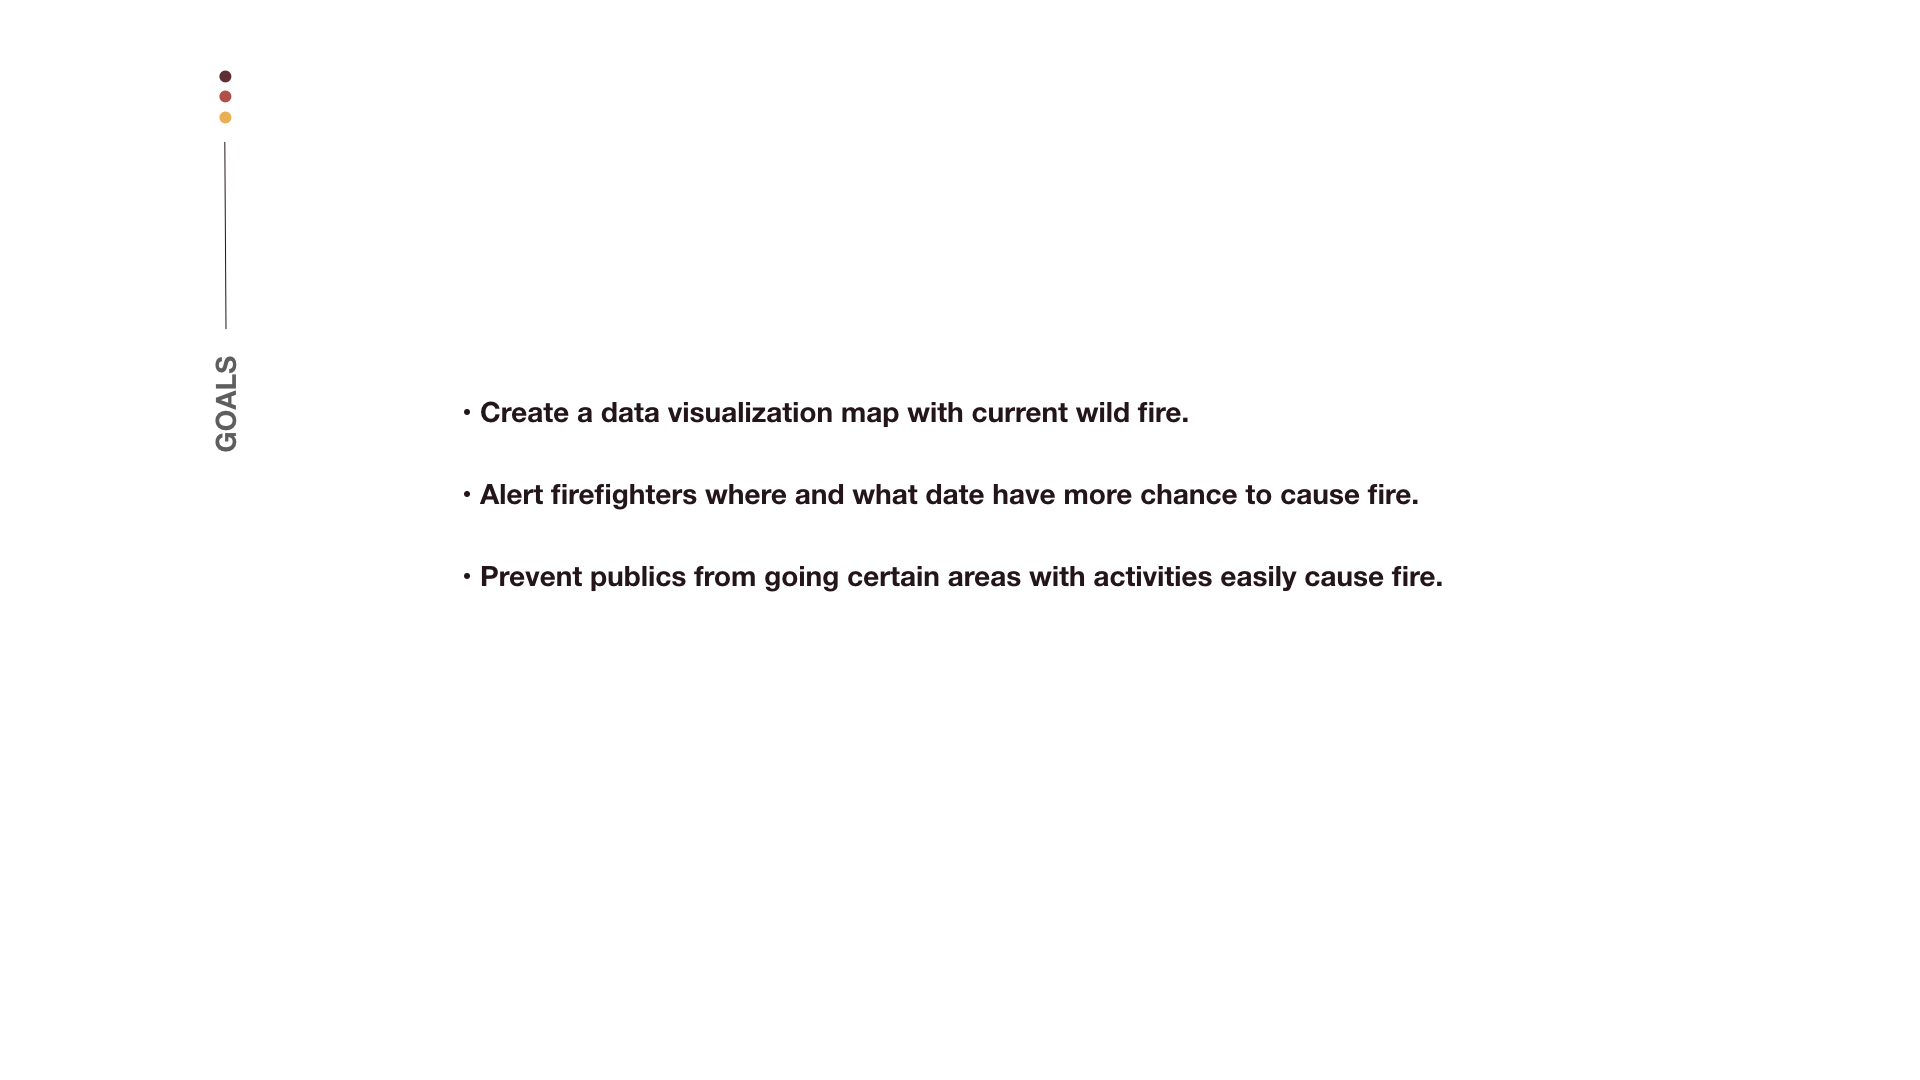 GOALS
• Create a data visualization map with current wild fire.
• Alert firefighters where and what date have more chance to cause fire.
• Prevent publics from going certain areas with activities easily cause fire.